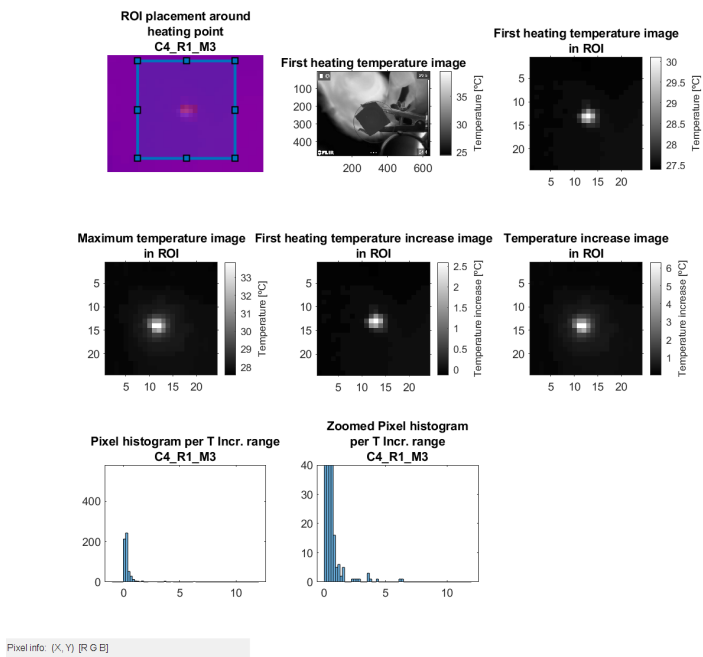 ROI placement around
heating point
C4_R1_M3
First heating temperature image
100
200
300
400
200 400 600
35
30
25
Temperature [ºC]
First heating temperature image
in ROI
5
10
15
20
5 10 15 20
30
29.5
29
28.5
28
27.5
Temperature [ºC]
Maximum temperature image
in ROI
5
10
15
20
5 10 15 20
33
32
31
30
29
28
Temperature [ºC]
First heating temperature increase image
in ROI
5
10
15
20
5 10 15 20
2.5
2
1.5
1
0.5
0
Temperature increase [ºC]
Temperature increase image
in ROI
5
10
15
20
5 10 15 20
6
5
4
3
2
1
Temperature increase [ºC]
Pixel histogram per T Incr. range
C4_R1_M3
400
200
0
0 5 10
Zoomed Pixel histogram
per T Incr. range
C4_R1_M3
40
30
20
10
0
0 5 10
Pixel info: (X, Y) [R G B]